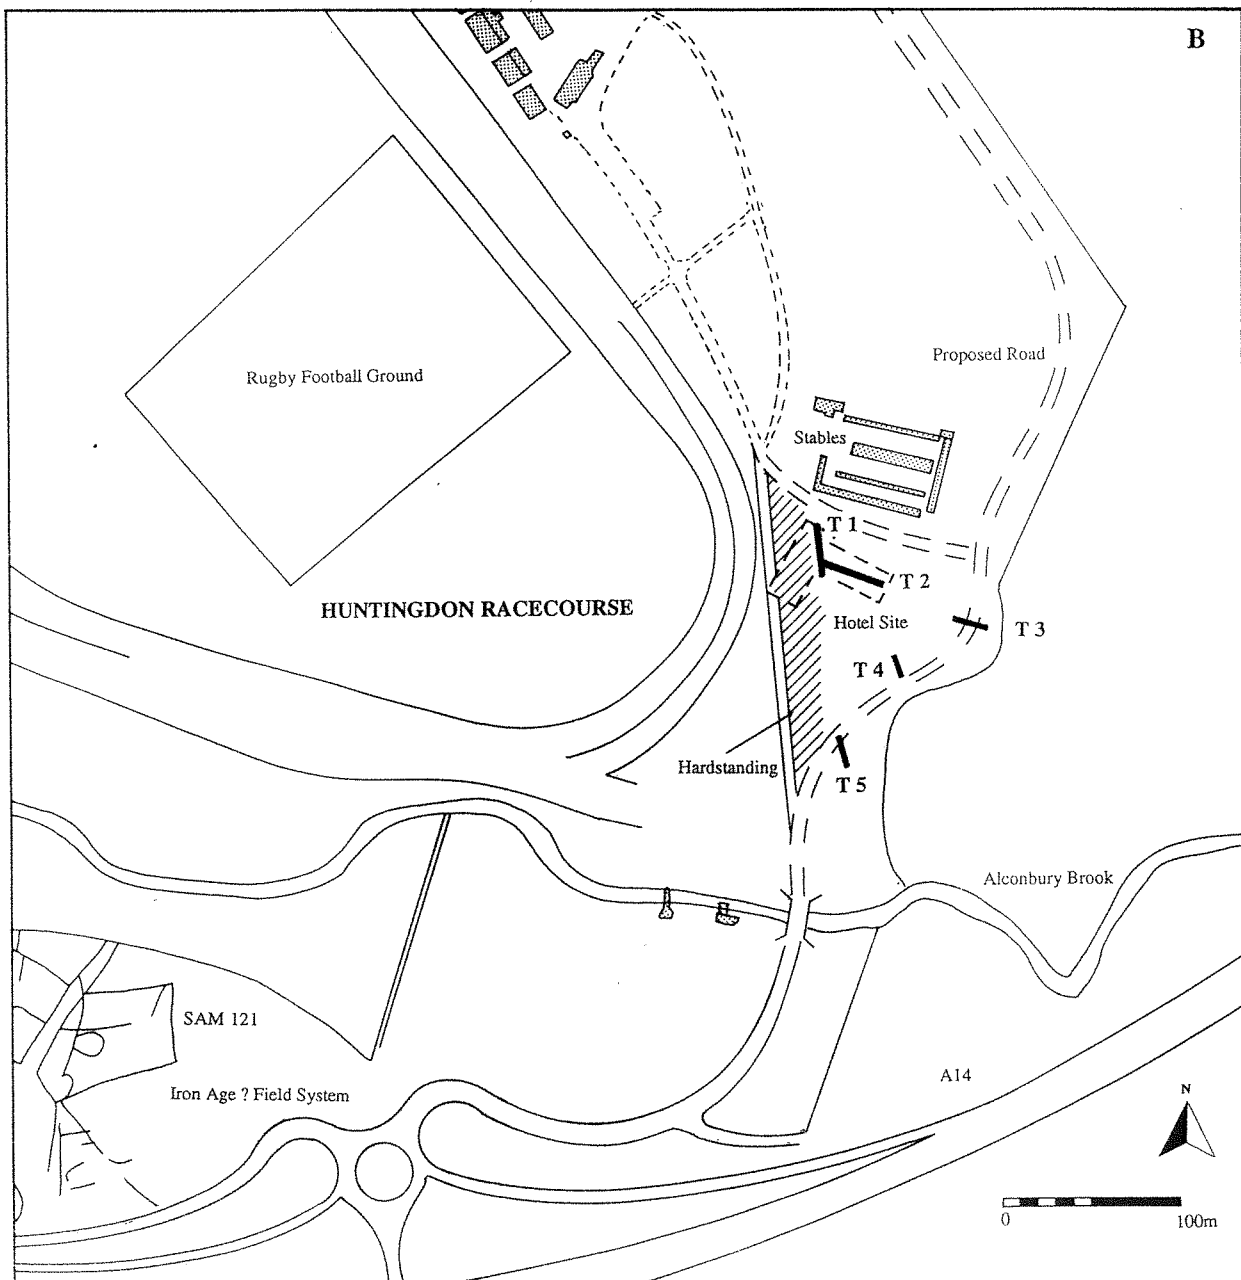 B
Rugby Football Ground
Proposed Road
Stables
T 1
T 2
HUNTINGDON RACECOURSE
Hotel Site
T 3
T 4
Hardstanding
T 5
Alconbury Brook
SAM 121
Iron Age ? Field System
A14
N
0
100m